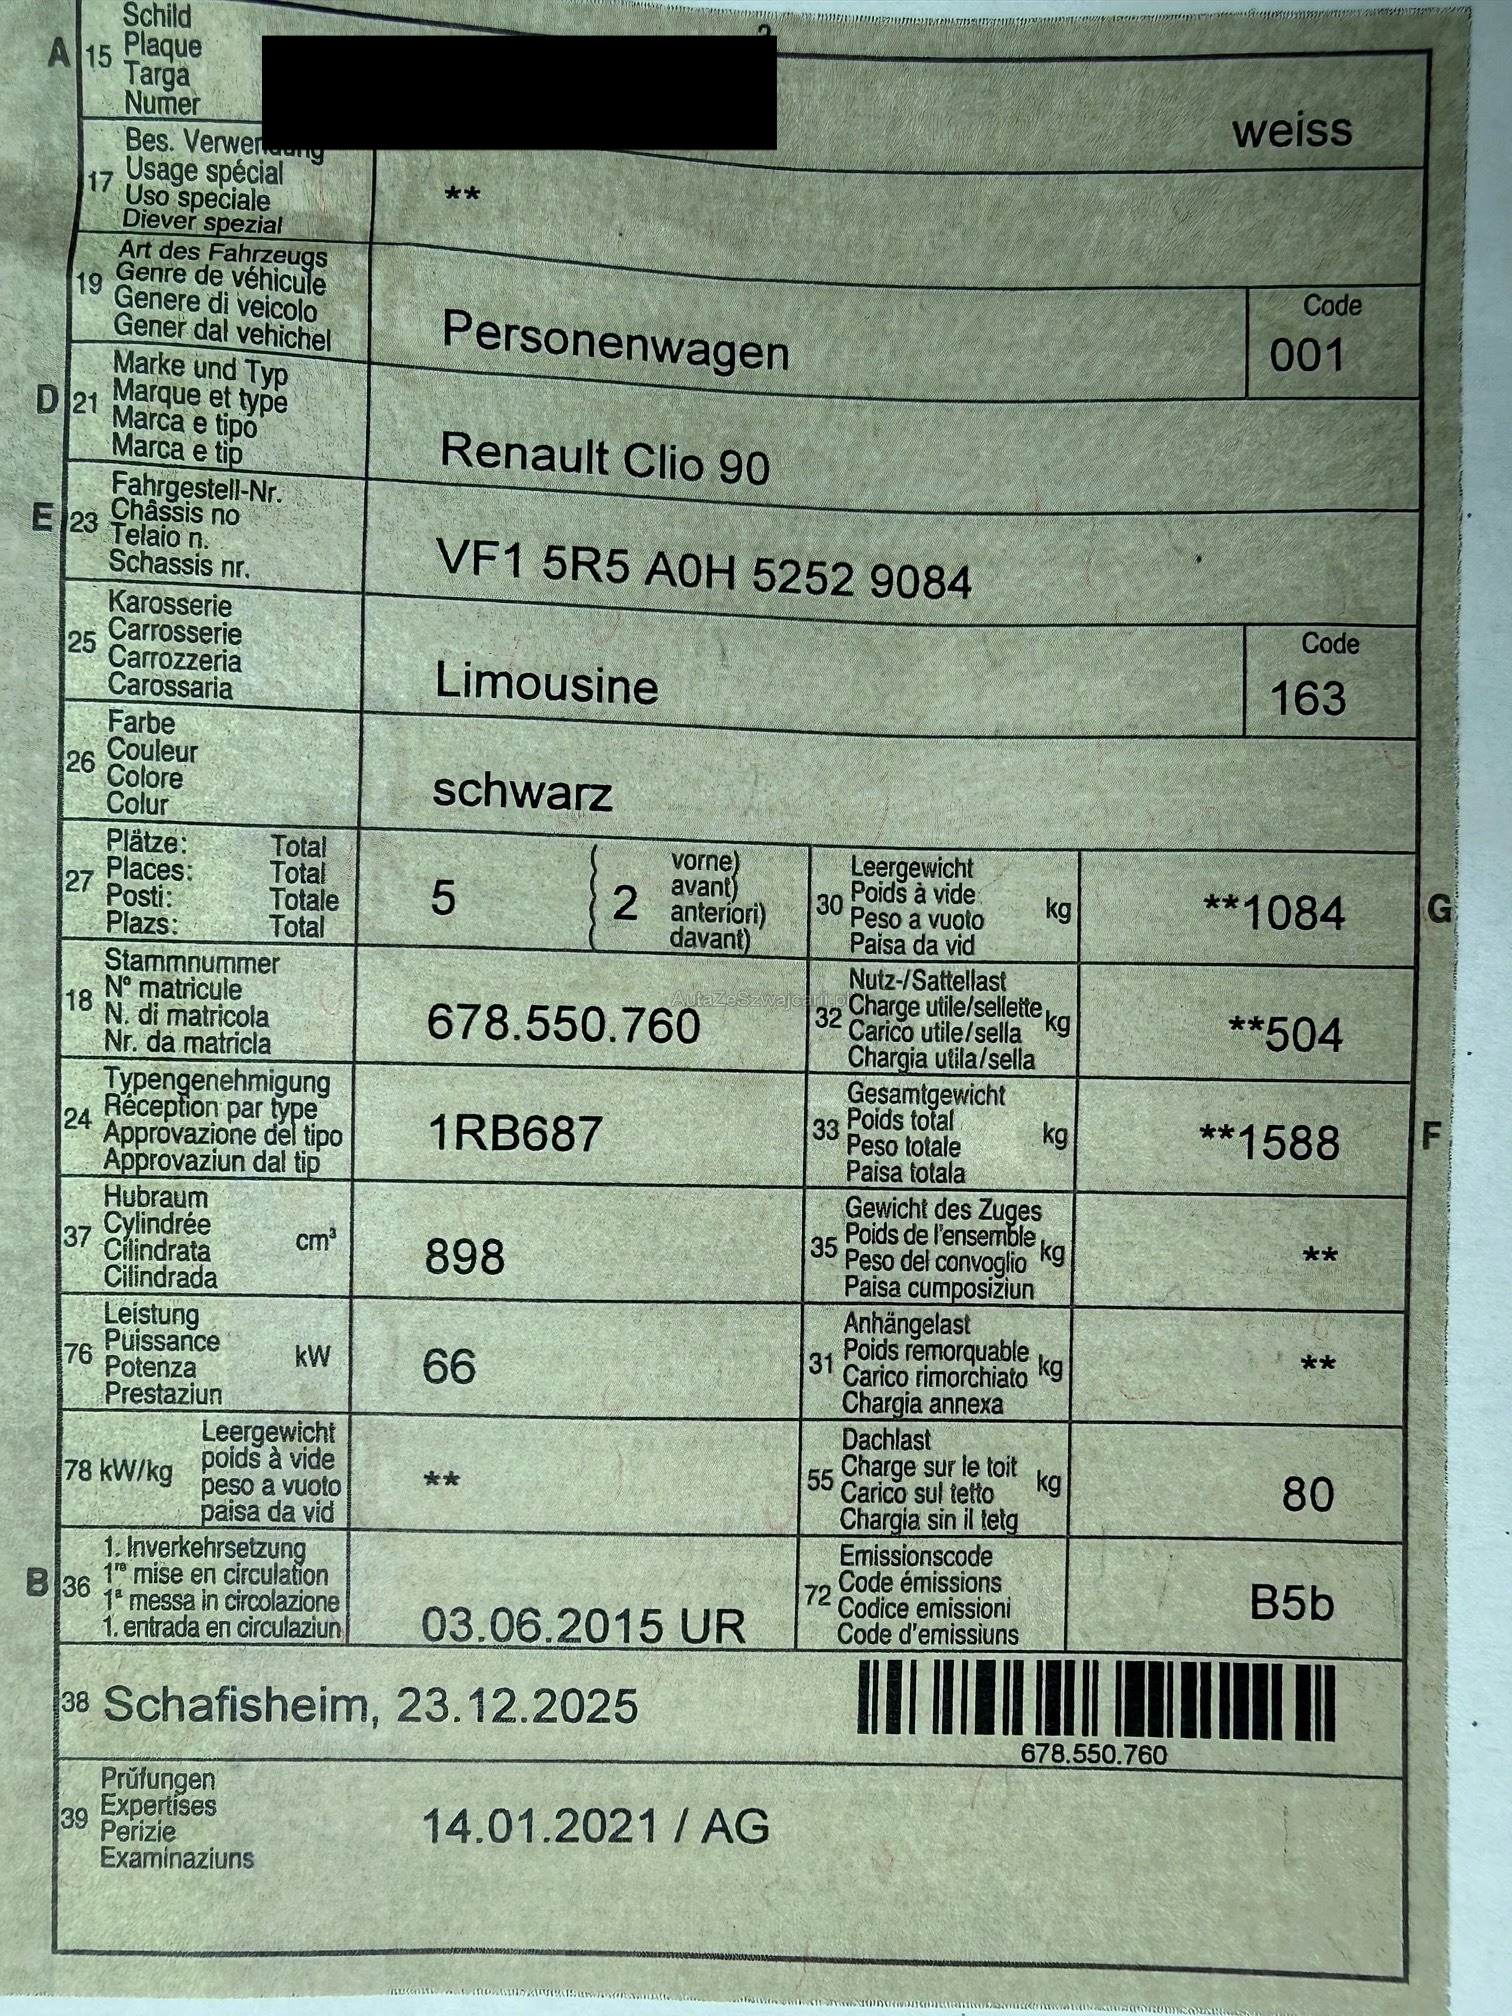 A 15 Schild
Plaque
Targa
Numer
weiss
17 Bes. Verwendung
Usage spécial
Uso speciale
Diever spezial
**
19 Art des Fahrzeugs
Genre de véhicule
Genere di veicolo
Gener dal vehichel
Personenwagen
Code
001
D 21 Marke und Typ
Marque et type
Marca e tipo
Marca e tip
Renault Clio 90
E 23 Fahrgestell-Nr.
Châssis no
Telaio n.
Schassis nr.
VF1 5R5 A0H 5252 9084
25 Karosserie
Carrosserie
Carrozzeria
Carossaria
Limousine
Code
163
26 Farbe
Couleur
Colore
Colur
schwarz
27 Plätze: Total
Places: Total
Posti: Totale
Plazs: Total
5
2
vorne)
avant)
anteriori)
davant)
30 Leergewicht
Poids à vide
Peso a vuoto
Paisa da vid
kg
**1084
G
18 Stammnummer
N° matricule
N. di matricola
Nr. da matricla
678.550.760
AutaZeSzwajcarii.pl
32 Nutz-/Sattellast
Charge utile/sellette
Carico utile/sella
Chargia utila/sella
kg
**504
24 Typengenehmigung
Réception par type
Approvazione del tipo
Approvaziun dal tip
1RB687
33 Gesamtgewicht
Poids total
Peso totale
Paisa totala
kg
**1588
F
37 Hubraum
Cylindrée
Cilindrata
Cilindrada
cm³
898
35 Gewicht des Zuges
Poids de l'ensemble
Peso del convoglio
Paisa cumposiziun
kg
**
76 Leistung
Puissance
Potenza
Prestaziun
kW
66
31 Anhängelast
Poids remorquable
Carico rimorchiato
Chargia annexa
kg
**
78 kW/kg
Leergewicht
poids à vide
peso a vuoto
paisa da vid
**
55 Dachlast
Charge sur le toit
Carico sul tetto
Chargia sin il tetg
kg
80
B 36 1. Inverkehrsetzung
1re mise en circulation
1a messa in circolazione
1. entrada en circulaziun
03.06.2015 UR
72 Emissionscode
Code émissions
Codice emissioni
Code d'emissiuns
B5b
38 Schafisheim, 23.12.2025
678.550.760
39 Prüfungen
Expertises
Perizie
Examinaziuns
14.01.2021 / AG